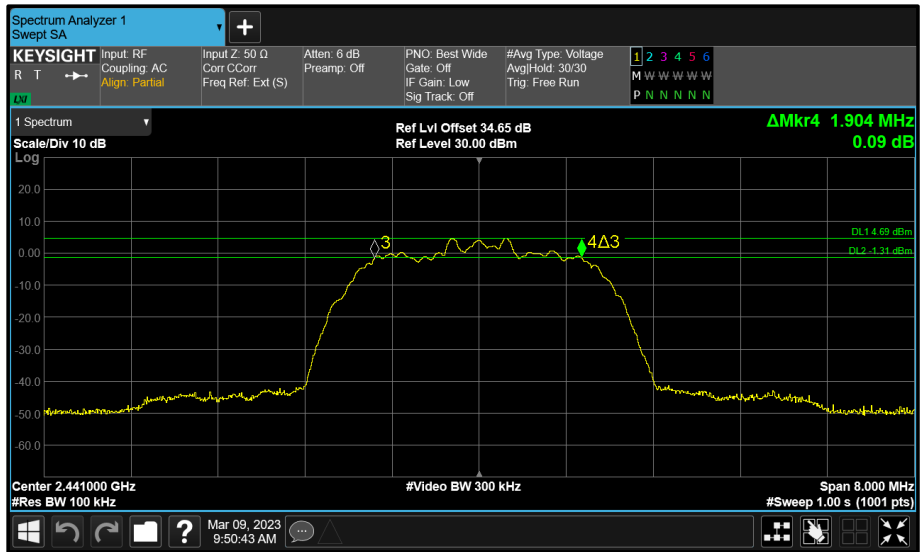 Spectrum Analyzer 1
Swept SA
+
KEYSIGHT
R T
LXI
Input: RF
Coupling: AC
Align: Partial
Input Z: 50 Ω
Corr CCorr
Freq Ref: Ext (S)
Atten: 6 dB
Preamp: Off
PNO: Best Wide
Gate: Off
IF Gain: Low
Sig Track: Off
#Avg Type: Voltage
Avg|Hold: 30/30
Trig: Free Run
1 2 3 4 5 6
M W W W W W
P N N N N N
1 Spectrum
Scale/Div 10 dB
Log
Ref Lvl Offset 34.65 dB
Ref Level 30.00 dBm
ΔMkr4 1.904 MHz
0.09 dB
20.0
10.0
0.00
-10.0
-20.0
-30.0
-40.0
-50.0
-60.0
3
4Δ3
DL1 4.69 dBm
DL2 -1.31 dBm
Center 2.441000 GHz
#Res BW 100 kHz
#Video BW 300 kHz
Span 8.000 MHz
#Sweep 1.00 s (1001 pts)
?
Mar 09, 2023
9:50:43 AM